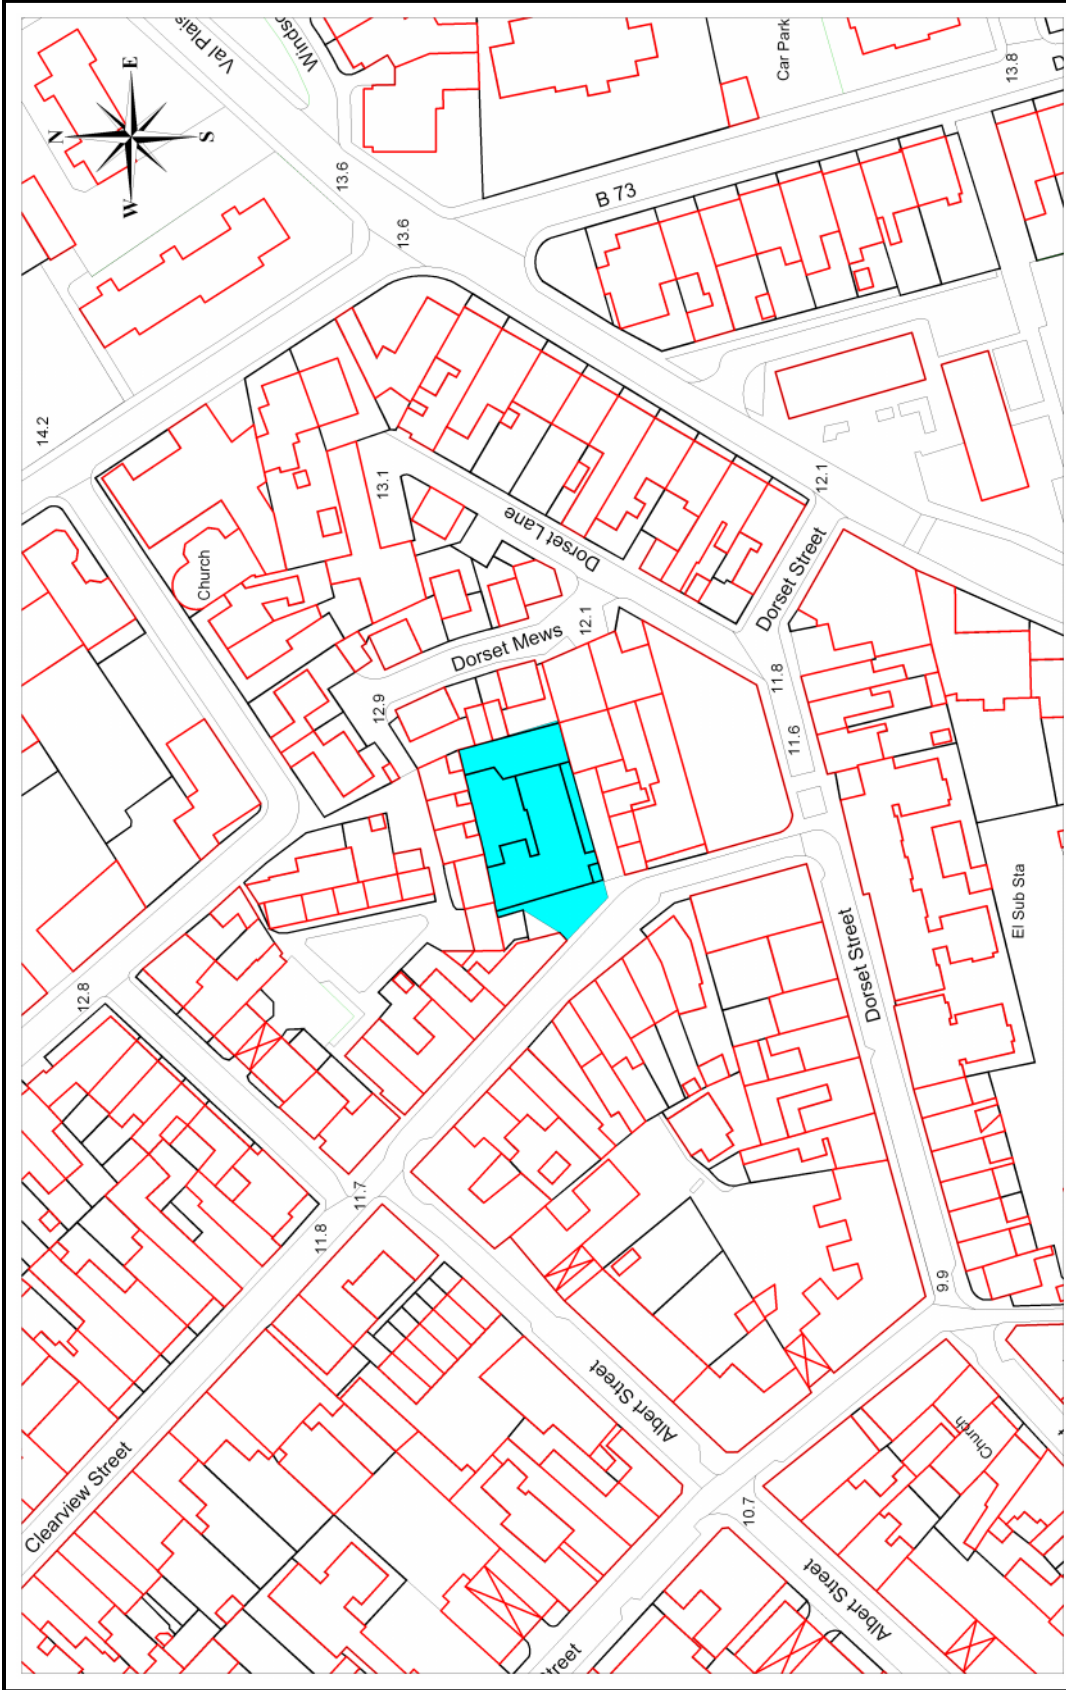 Val Plais
Windso
Car Park
13.8
D
N
E
S
W
13.6
13.6
B 73
14.2
13.1
Church
Dorset Lane
12.1
Dorset Street
Dorset Mews
12.1
12.9
11.8
11.6
El Sub Sta
Dorset Street
12.8
11.7
11.8
9.9
Albert Street
Church
Clearview Street
10.7
Albert Street
treet